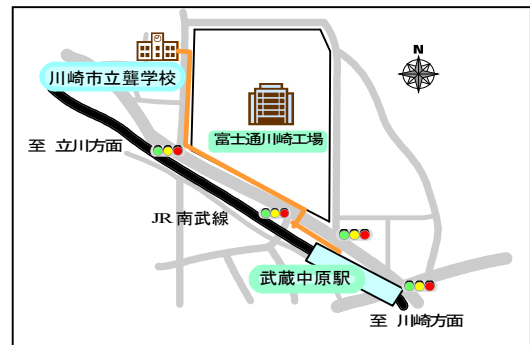 川崎市立聾学校
N
富士通川崎工場
至 立川方面
JR 南武線
武蔵中原駅
至 川崎方面